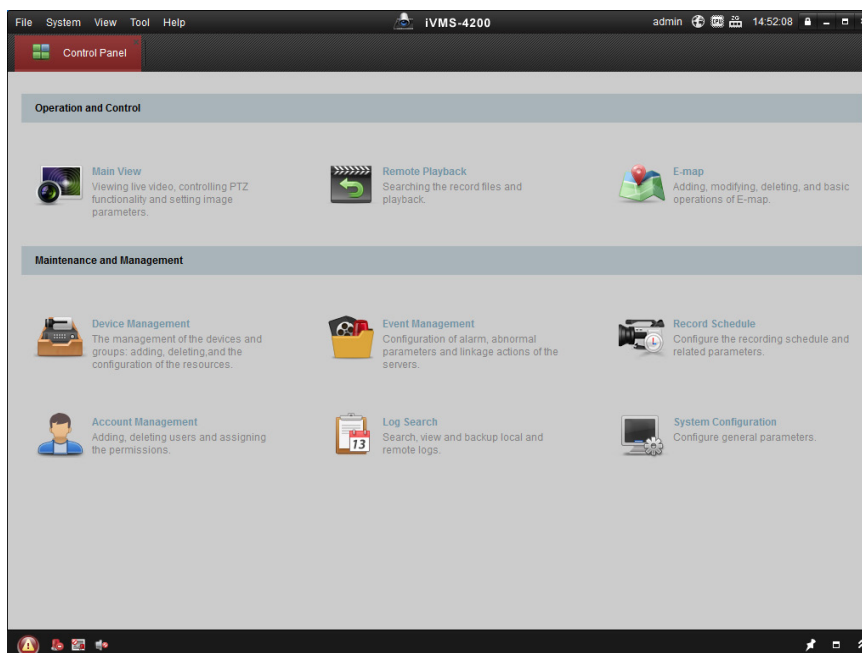 File System View Tool Help iVMS-4200 admin 14:52:08
Control Panel
Operation and Control
Main View
Viewing live video, controlling PTZ
functionality and setting image
parameters.
Remote Playback
Searching the record files and
playback.
E-map
Adding, modifying, deleting, and basic
operations of E-map.
Maintenance and Management
Device Management
The management of the devices and
groups: adding, deleting,and the
configuration of the resources.
Event Management
Configuration of alarm, abnormal
parameters and linkage actions of the
servers.
Record Schedule
Configure the recording schedule and
related parameters.
Account Management
Adding, deleting users and assigning
the permissions.
13
Log Search
Search, view and backup local and
remote logs.
System Configuration
Configure general parameters.